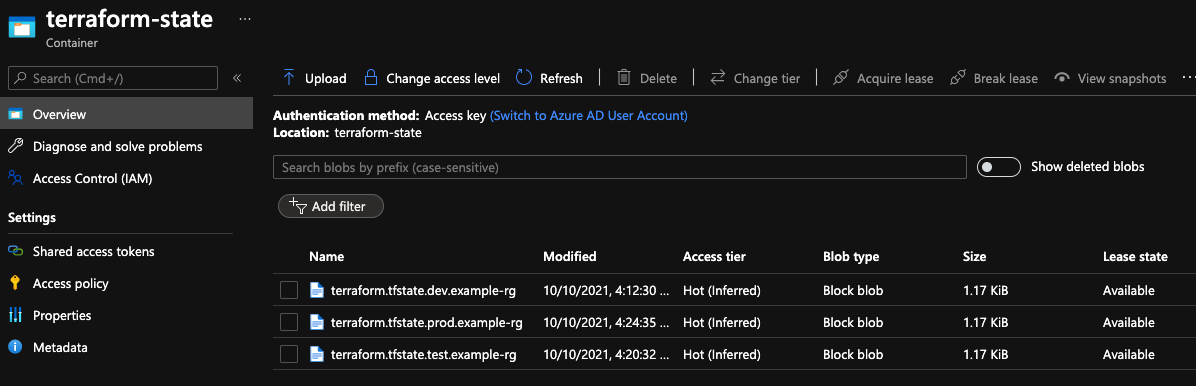 terraform-state ...
Container
Search (Cmd+/) «
Overview
Diagnose and solve problems
Access Control (IAM)
Settings
Shared access tokens
Access policy
Properties
Metadata
Upload Change access level Refresh Delete Change tier Acquire lease Break lease View snapshots ...
Authentication method: Access key (Switch to Azure AD User Account)
Location: terraform-state
Search blobs by prefix (case-sensitive) Show deleted blobs
Add filter
Name Modified Access tier Blob type Size Lease state
terraform.tfstate.dev.example-rg 10/10/2021, 4:12:30 ... Hot (Inferred) Block blob 1.17 KiB Available
terraform.tfstate.prod.example-rg 10/10/2021, 4:24:35 ... Hot (Inferred) Block blob 1.17 KiB Available
terraform.tfstate.test.example-rg 10/10/2021, 4:20:32 ... Hot (Inferred) Block blob 1.17 KiB Available